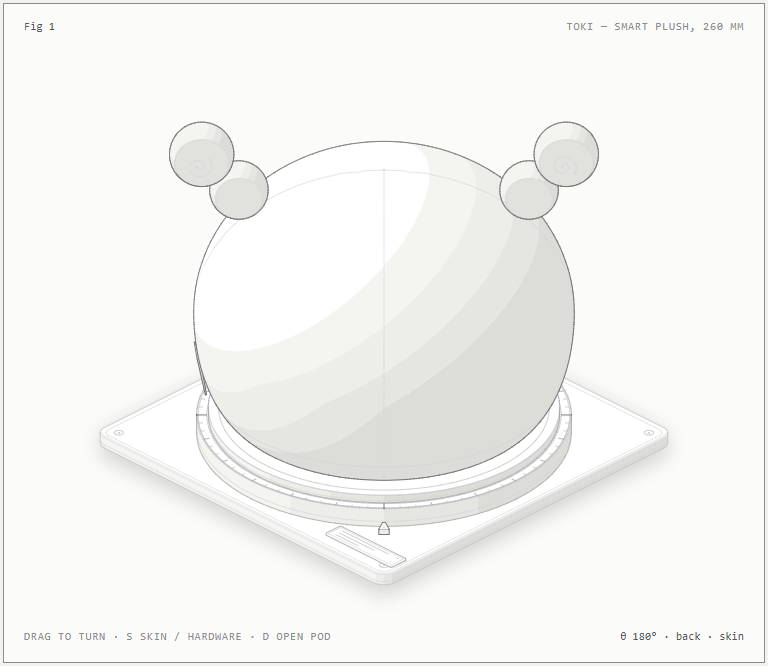 Fig 1
TOKI — SMART PLUSH, 260 MM
DRAG TO TURN · S SKIN / HARDWARE · D OPEN POD
θ 180° · back · skin